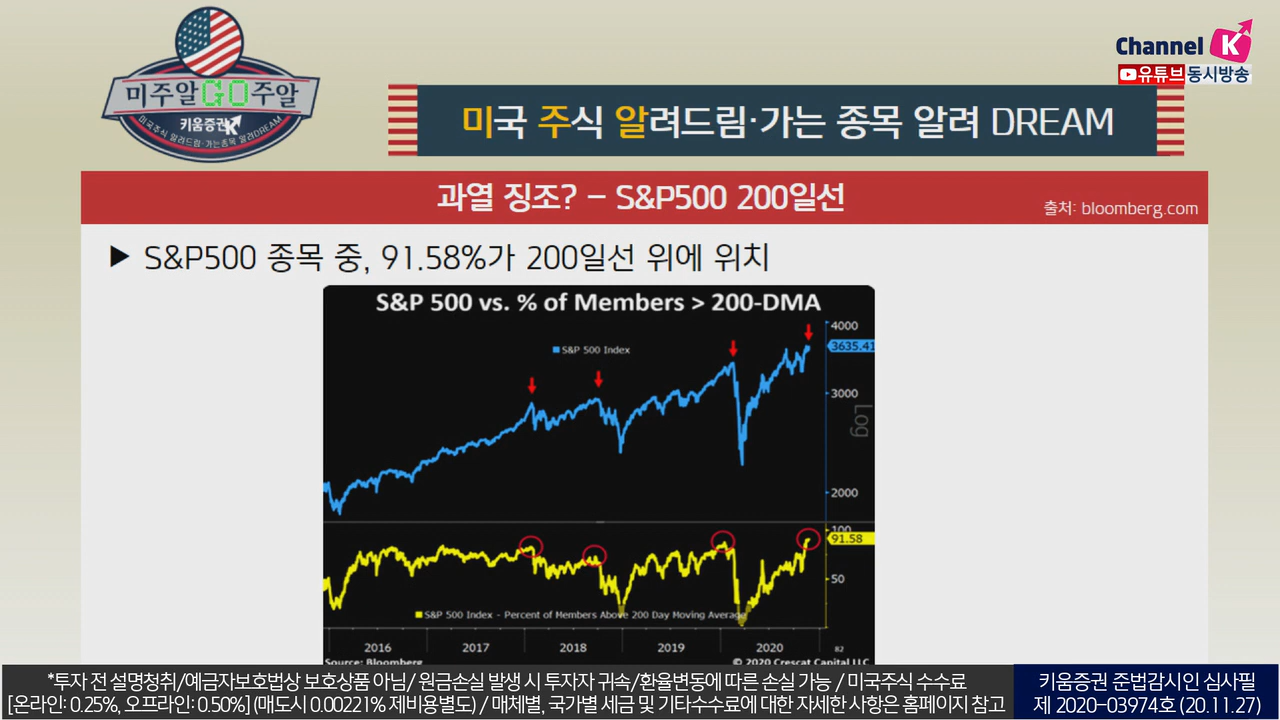 미주알GO주알
키움증권K
미국주식 알려드림·가는종목 알려DREAM
Channel K
유튜브동시방송
미국 주식 알려드림·가는 종목 알려 DREAM
과열 징조? – S&P500 200일선
출처: bloomberg.com
▶ S&P500 종목 중, 91.58%가 200일선 위에 위치
S&P 500 vs. % of Members > 200-DMA
S&P 500 Index
4000
3635.41
3000
Log
2000
100
91.58
50
S&P 500 Index - Percent of Members Above 200 Day Moving Average
2016 2017 2018 2019 2020
Source: Bloomberg
© 2020 Crescat Capital LLC
*투자 전 설명청취/예금자보호법상 보호상품 아님/ 원금손실 발생 시 투자자 귀속/환율변동에 따른 손실 가능 / 미국주식 수수료
[온라인: 0.25%, 오프라인: 0.50%] (매도시 0.00221% 제비용별도) / 매체별, 국가별 세금 및 기타수수료에 대한 자세한 사항은 홈페이지 참고
키움증권 준법감시인 심사필
제 2020-03974호 (20.11.27)